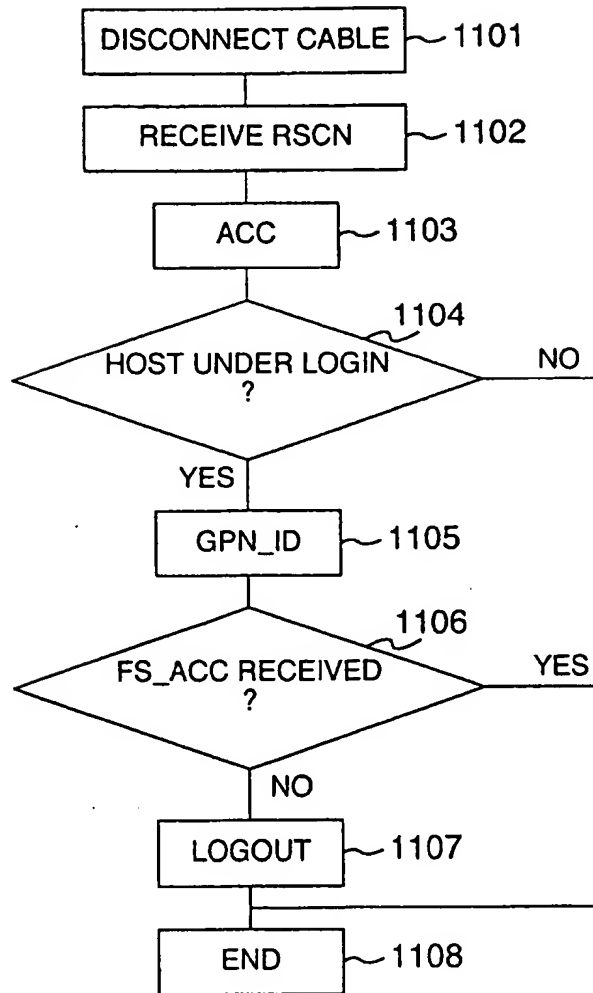 DISCONNECT CABLE 1101
RECEIVE RSCN 1102
ACC 1103
1104
HOST UNDER LOGIN
?
NO
YES
GPN_ID 1105
1106
FS_ACC RECEIVED
?
YES
NO
LOGOUT 1107
END 1108